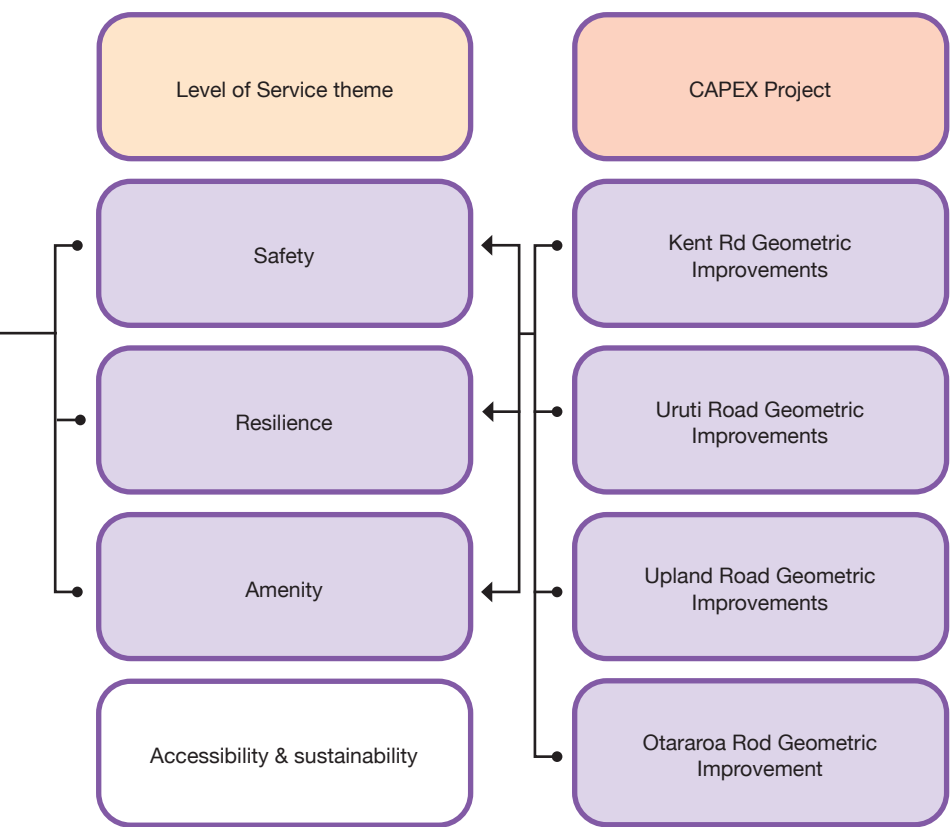 Level of Service theme
CAPEX Project
Safety
Kent Rd Geometric
Improvements
Resilience
Uruti Road Geometric
Improvements
Amenity
Upland Road Geometric
Improvements
Accessibility & sustainability
Otararoa Rod Geometric
Improvement